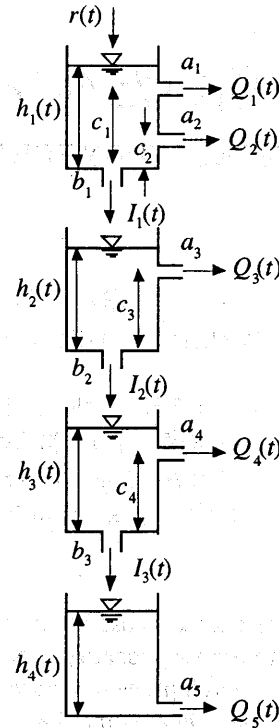 r(t)
a₁
Q₁(t)
h₁(t)
c₁
a₂
c₂
Q₂(t)
b₁
I₁(t)
a₃
Q₃(t)
h₂(t)
c₃
b₂
I₂(t)
a₄
Q₄(t)
h₃(t)
c₄
b₃
I₃(t)
h₄(t)
a₅
Q₅(t)